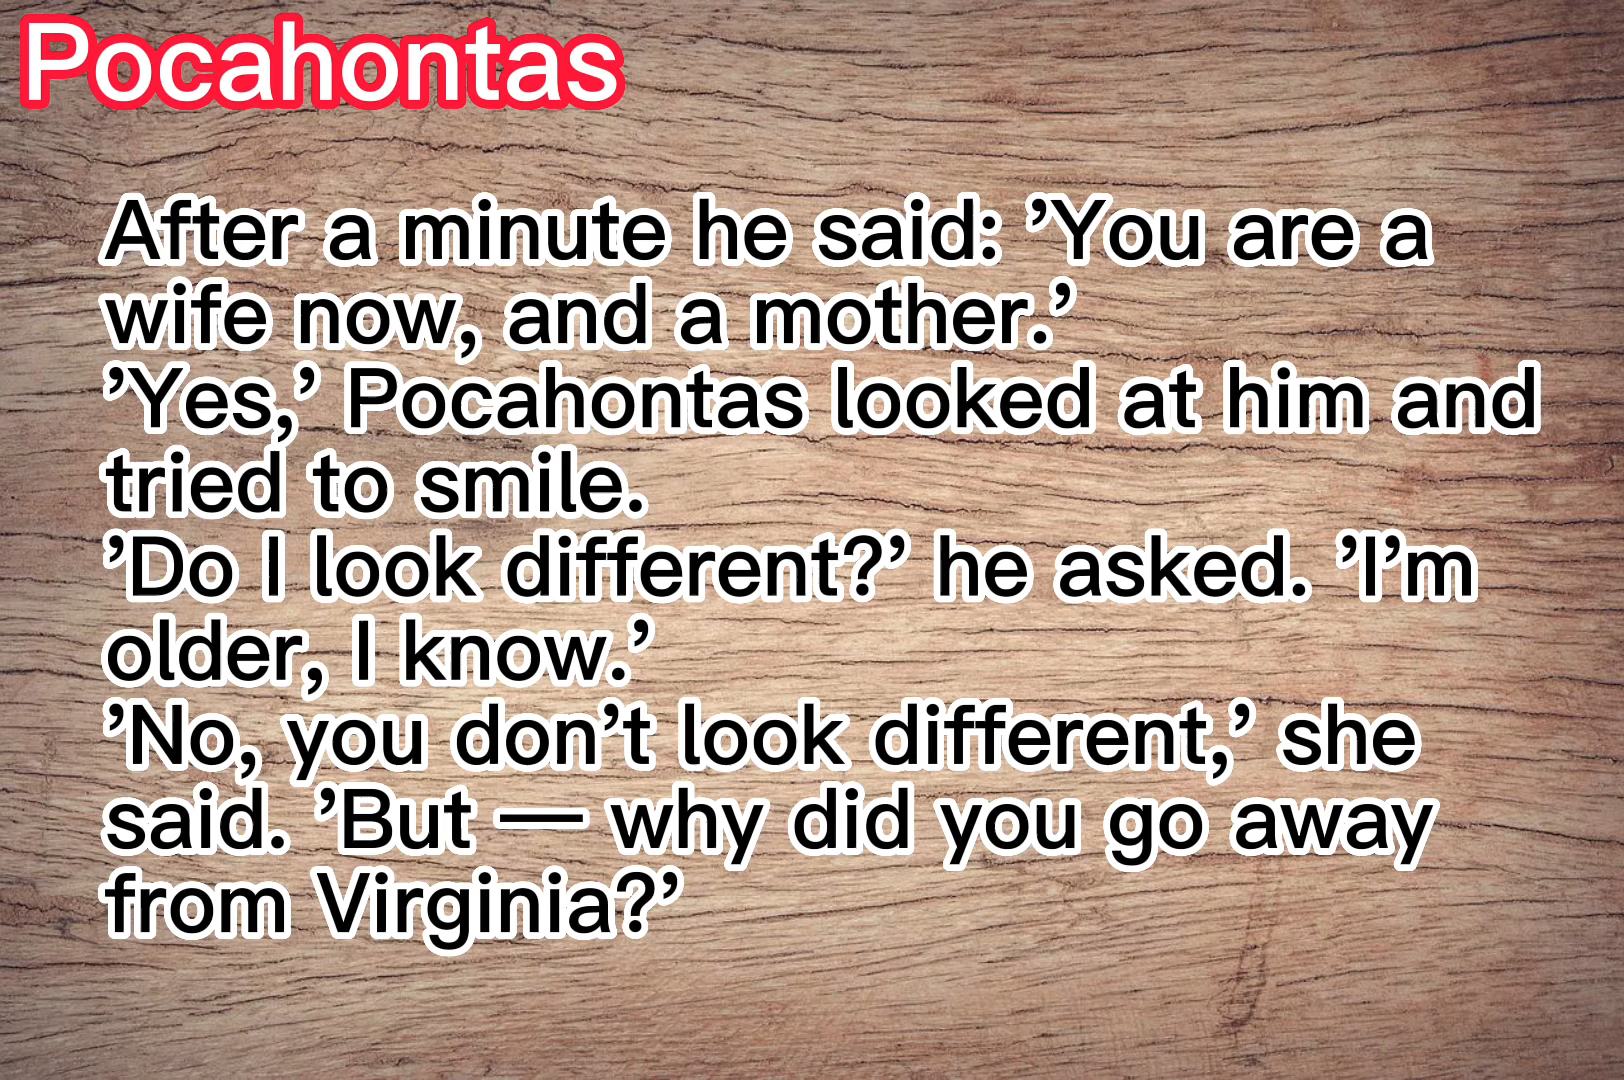 Pocahontas
After a minute he said: ’You are a
wife now, and a mother.’
’Yes,’ Pocahontas looked at him and
tried to smile.
’Do I look different?’ he asked. ’I’m
older, I know.’
’No, you don’t look different,’ she
said. ’But — why did you go away
from Virginia?’